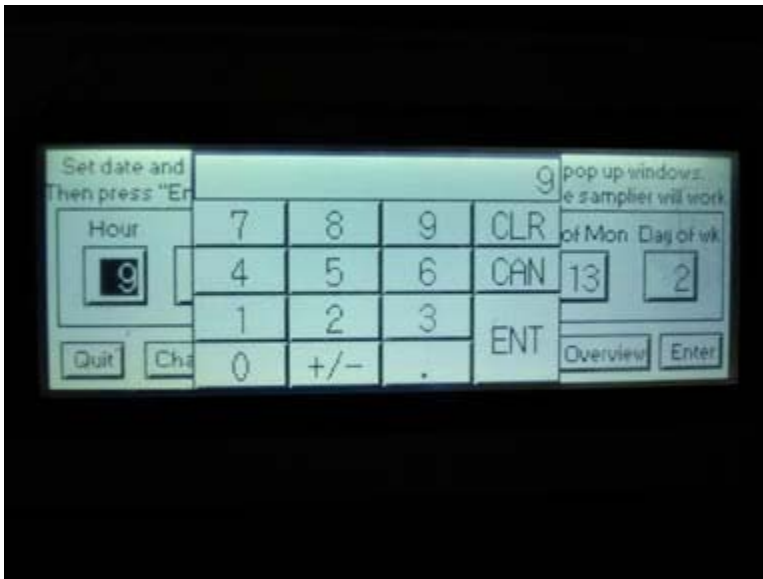 Set date and
Then press "En
pop up windows.
e samplier will work
Hour
of Mon
Day of wk
9
13
2
Quit
Cha
Overview
Enter
9
7 8 9 CLR
4 5 6 CAN
1 2 3
ENT
0 +/- .